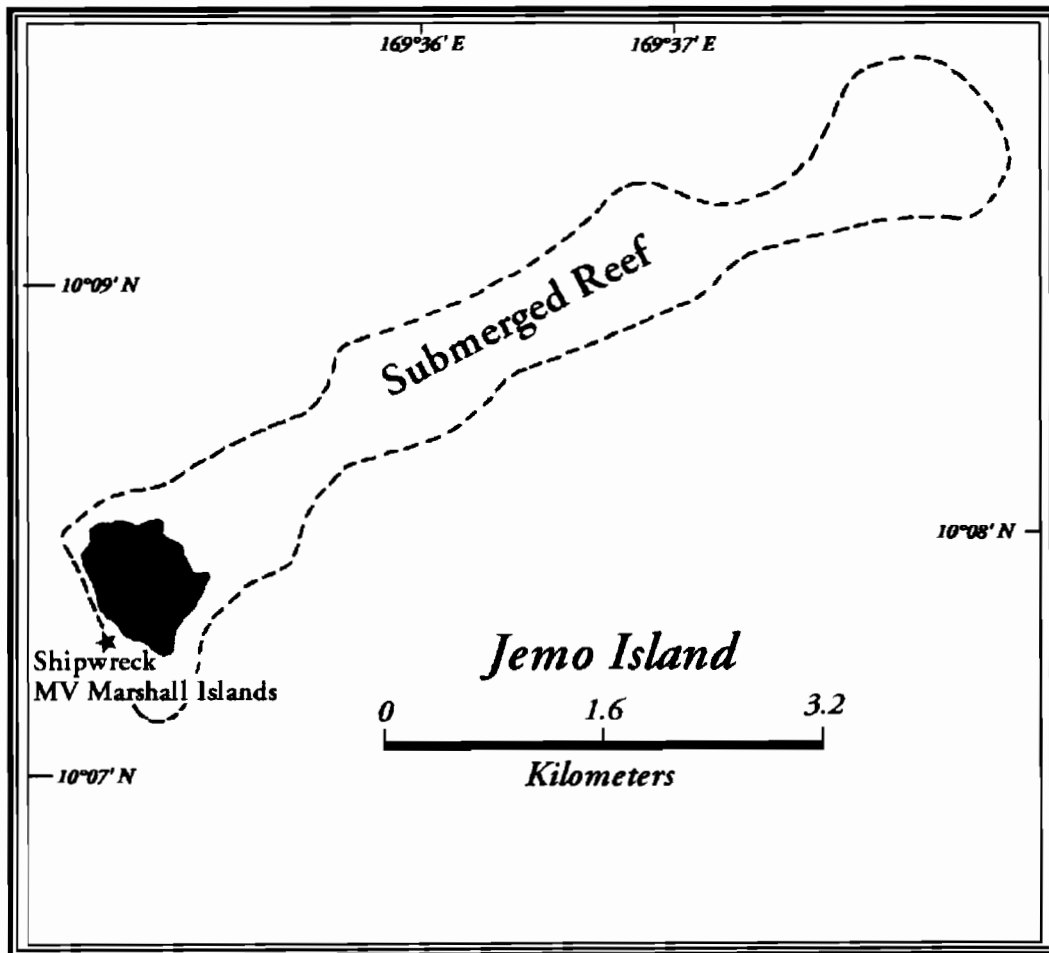 169°36' E
169°37' E
Submerged Reef
10°09' N
10°08' N
Shipwreck
MV Marshall Islands
Jemo Island
0 1.6 3.2
Kilometers
10°07' N